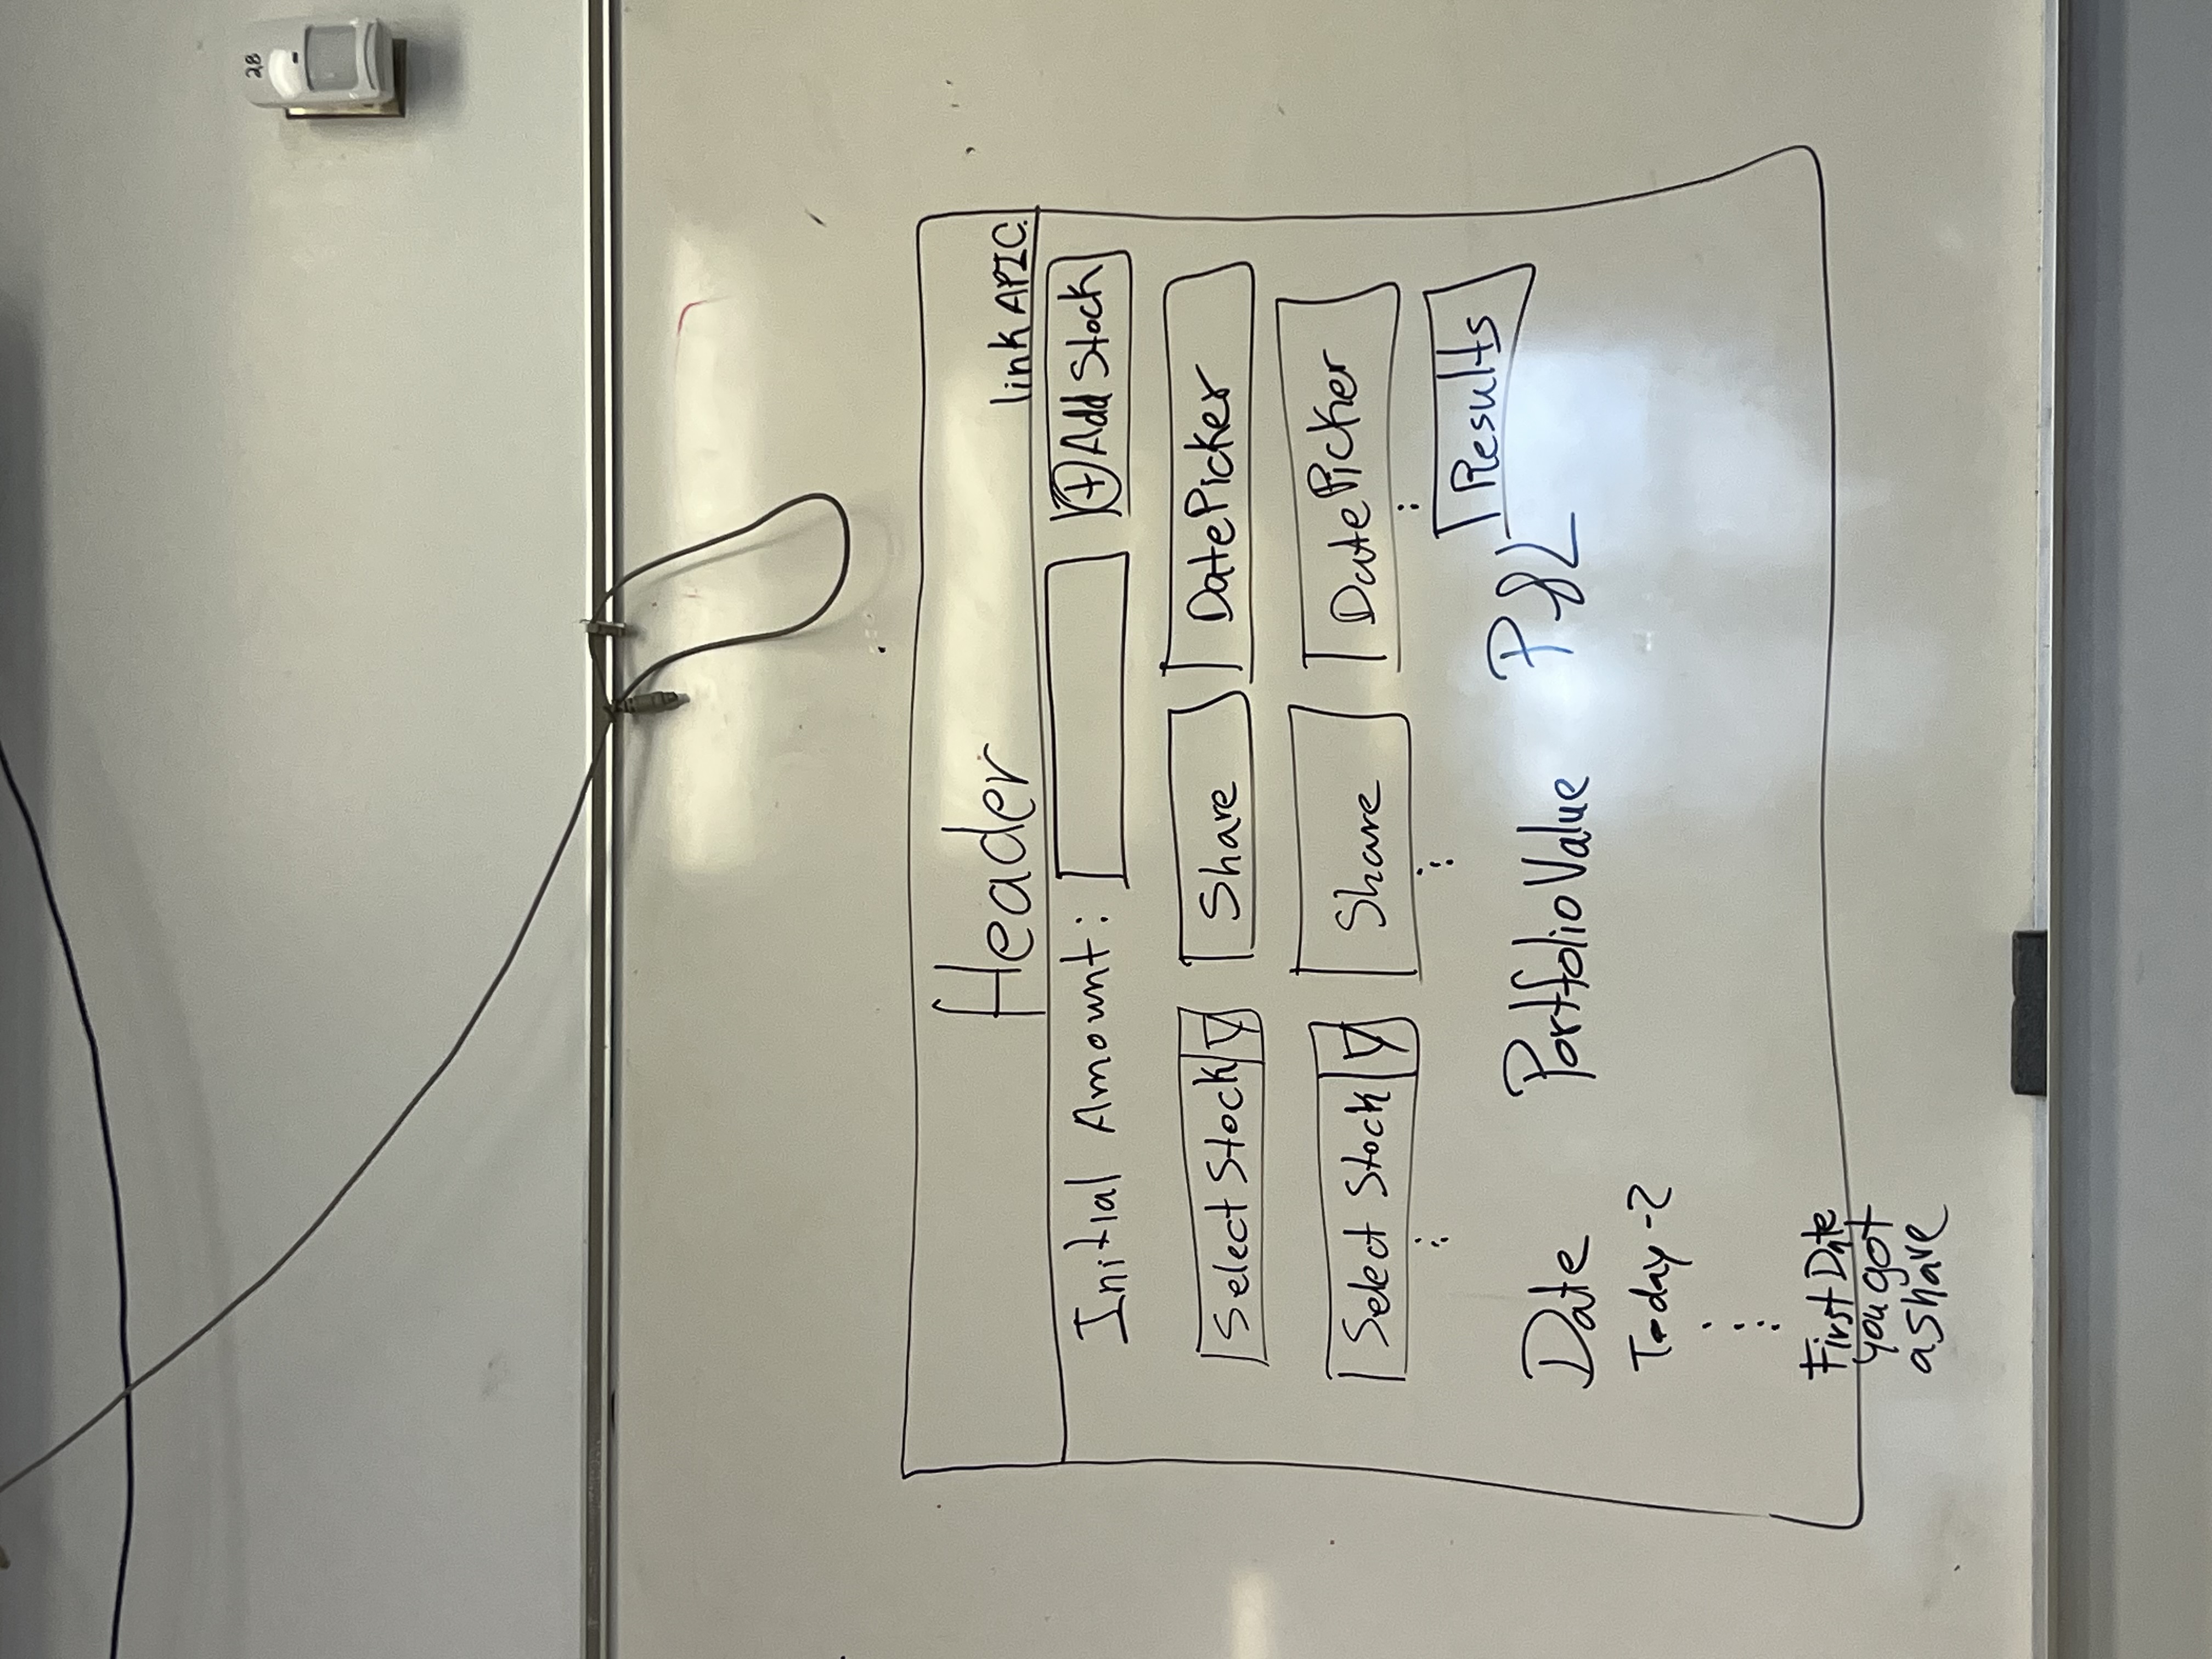 28
Header
link APIC.
Initial Amount:
+ Add Stock
Select Stock Share DatePicker
Select Stock Share DatePicker
Results
Date Portfolio Value P&L
Today -2
First Date
you got
a share